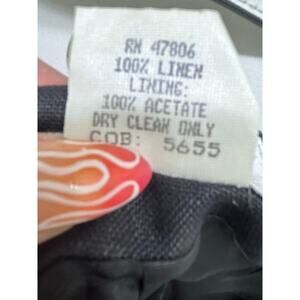 RN 47806
100% LINEN
LINING:
100% ACETATE
DRY CLEAN ONLY
COB: 5655